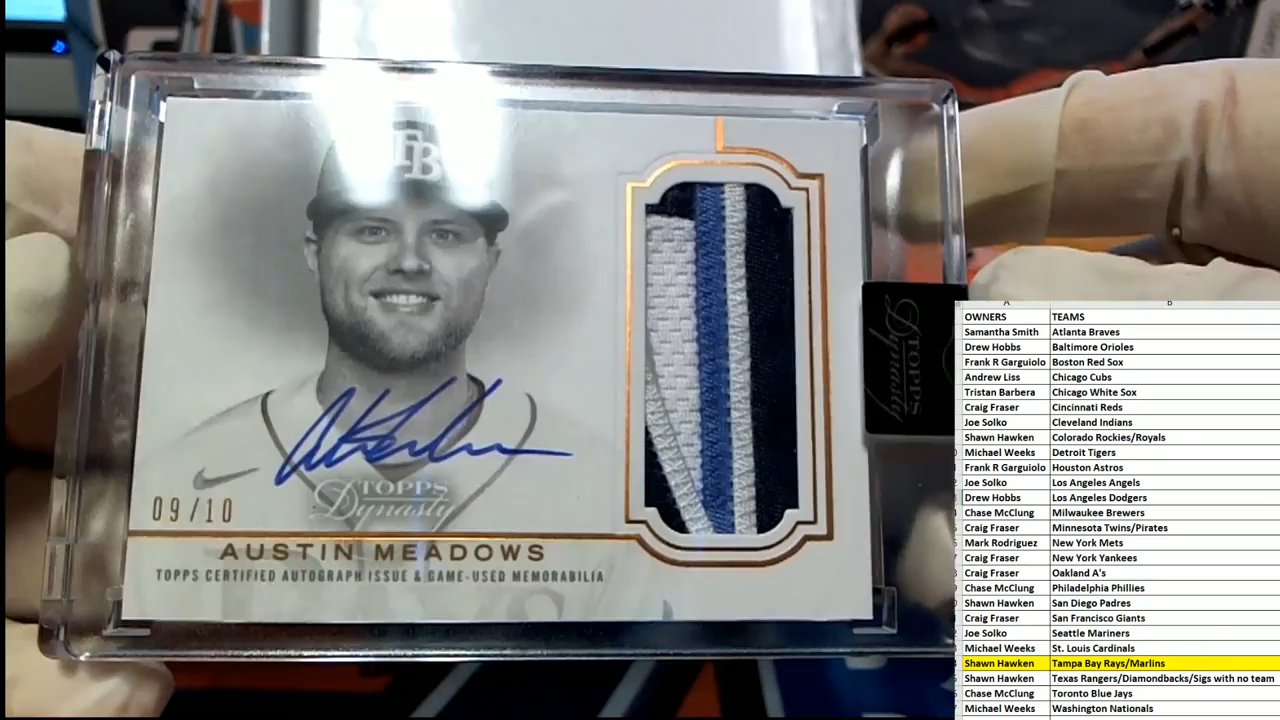 TB
TOPPS
Dynasty
09/10
AUSTIN MEADOWS
TOPPS CERTIFIED AUTOGRAPH ISSUE & GAME-USED MEMORABILIA
TOPPS
Dynasty
A B
OWNERS TEAMS
Samantha Smith Atlanta Braves
Drew Hobbs Baltimore Orioles
Frank R Garguiolo Boston Red Sox
Andrew Liss Chicago Cubs
Tristan Barbera Chicago White Sox
Craig Fraser Cincinnati Reds
Joe Solko Cleveland Indians
Shawn Hawken Colorado Rockies/Royals
Michael Weeks Detroit Tigers
Frank R Garguiolo Houston Astros
Joe Solko Los Angeles Angels
Drew Hobbs Los Angeles Dodgers
Chase McClung Milwaukee Brewers
Craig Fraser Minnesota Twins/Pirates
Mark Rodriguez New York Mets
Craig Fraser New York Yankees
Craig Fraser Oakland A's
Chase McClung Philadelphia Phillies
Shawn Hawken San Diego Padres
Craig Fraser San Francisco Giants
Joe Solko Seattle Mariners
Michael Weeks St. Louis Cardinals
Shawn Hawken Tampa Bay Rays/Marlins
Shawn Hawken Texas Rangers/Diamondbacks/Sigs with no team
Chase McClung Toronto Blue Jays
Michael Weeks Washington Nationals